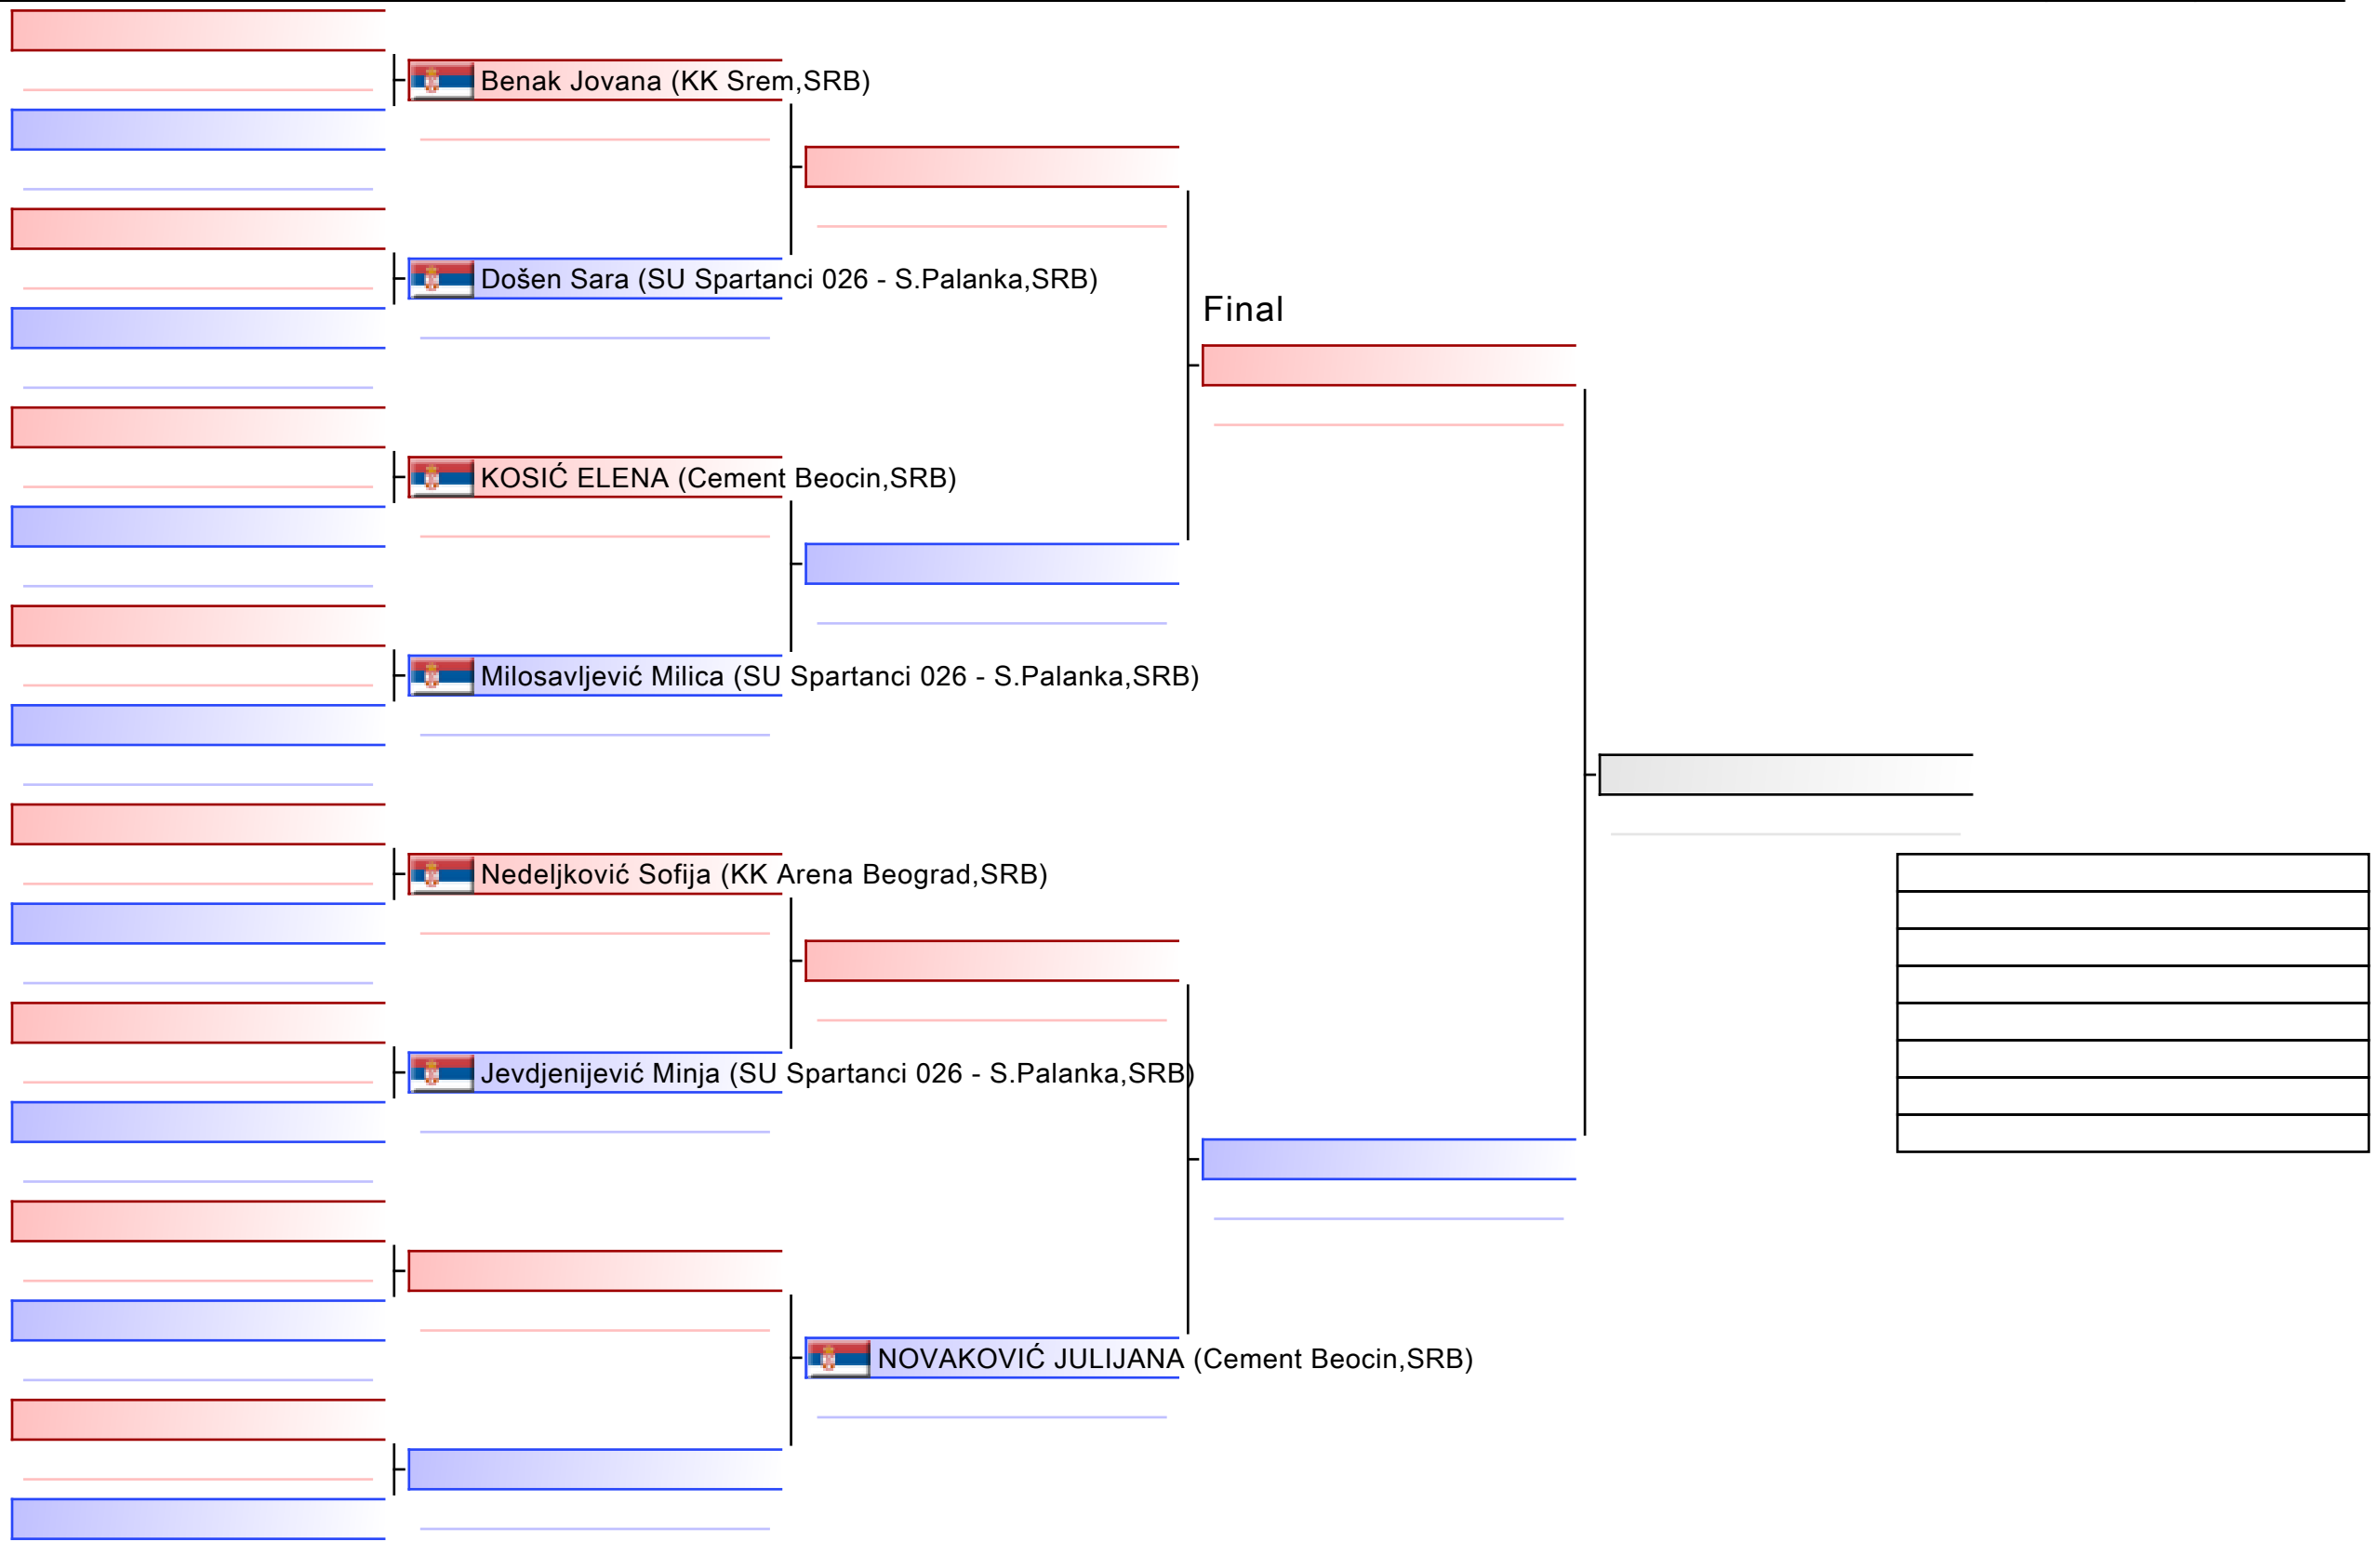 Benak Jovana (KK Srem,SRB)
Došen Sara (SU Spartanci 026 - S.Palanka,SRB)
Final
KOSIĆ ELENA (Cement Beocin,SRB)
Milosavljević Milica (SU Spartanci 026 - S.Palanka,SRB)
Nedeljković Sofija (KK Arena Beograd,SRB)
Jevdjenijević Minja (SU Spartanci 026 - S.Palanka,SRB)
NOVAKOVIĆ JULIJANA (Cement Beocin,SRB)